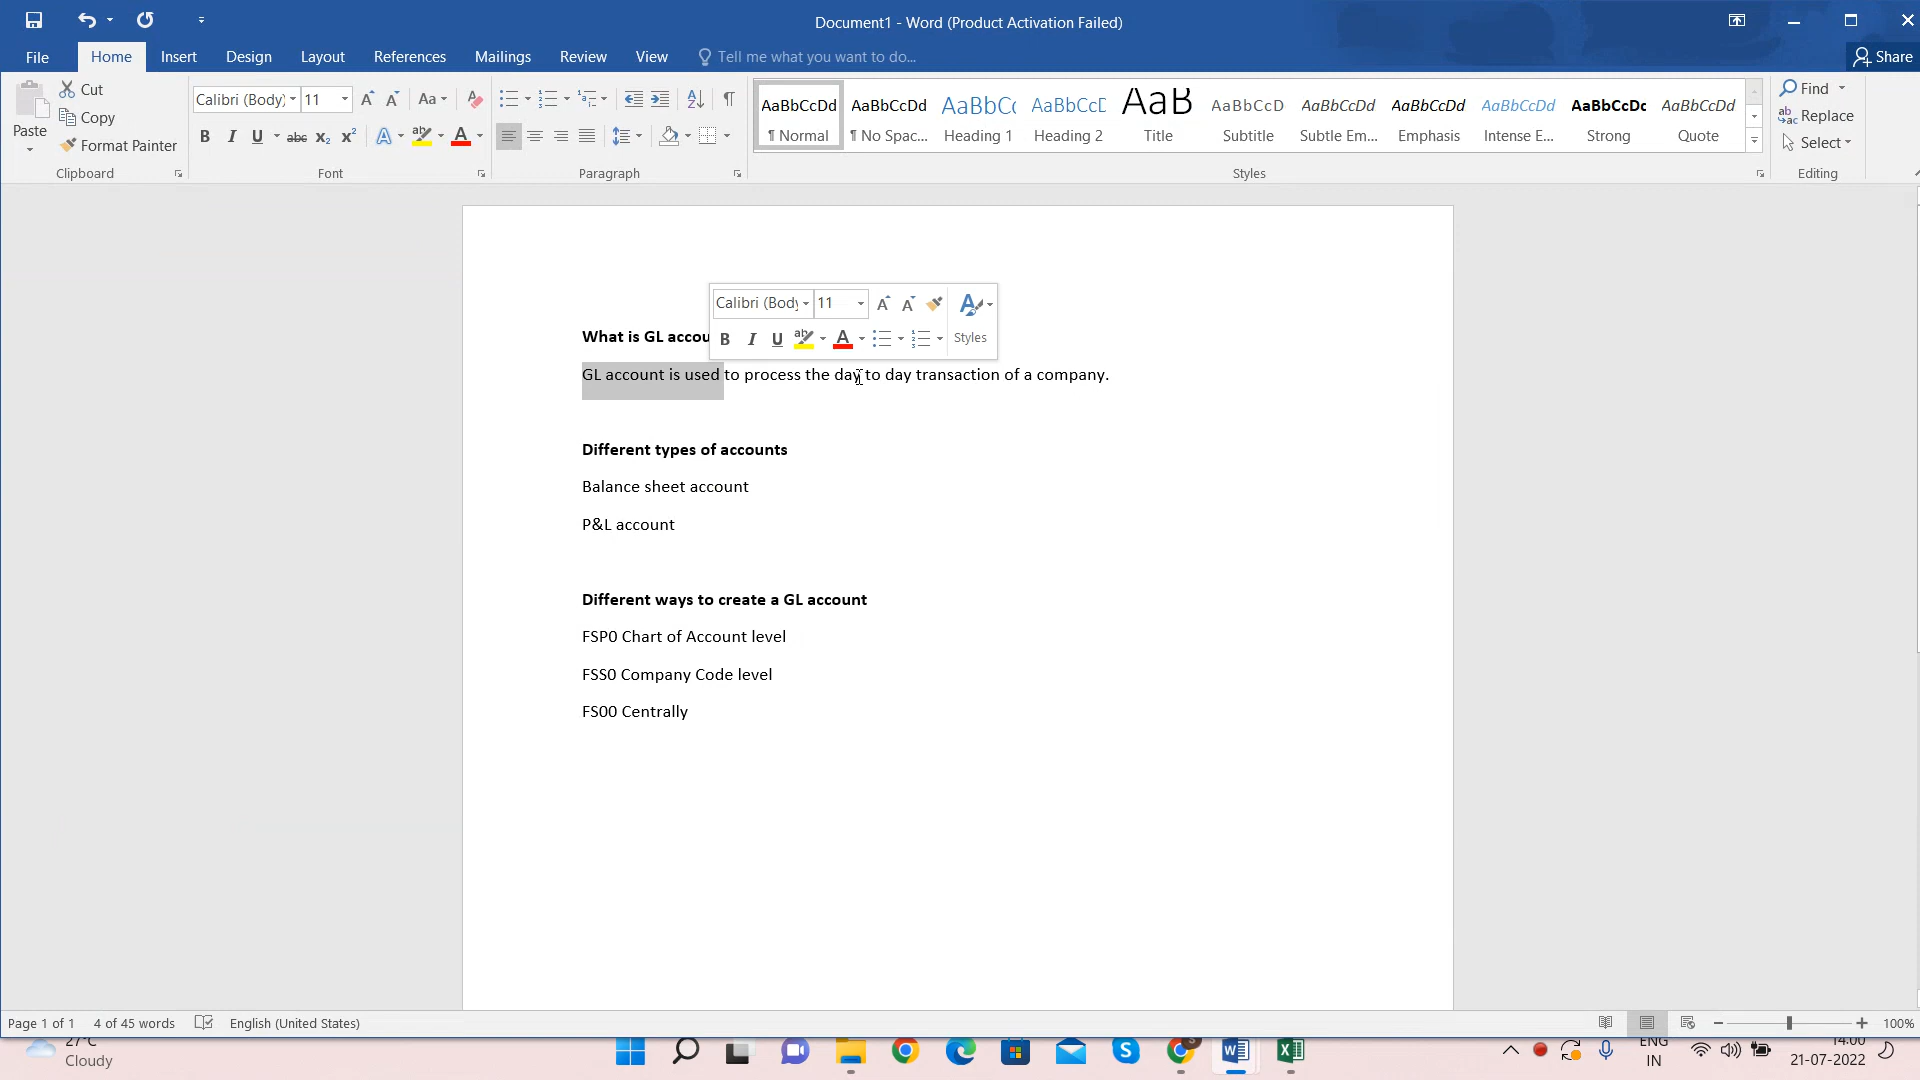 Document1 - Word (Product Activation Failed)
File Home Insert Design Layout References Mailings Review View Tell me what you want to do... Share
Paste
Cut
Copy
Format Painter
Clipboard
Calibri (Body) 11
Font
Paragraph
AaBbCcDd AaBbCcDd AaBbCc AaBbCcD AaB AaBbCcD AaBbCcDd AaBbCcDd AaBbCcDd AaBbCcDc AaBbCcDd
¶ Normal ¶ No Spac... Heading 1 Heading 2 Title Subtitle Subtle Em... Emphasis Intense E... Strong Quote
Styles
Find
Replace
Select
Editing
Calibri (Body 11
B I U Styles
What is GL accou
GL account is used to process the day to day transaction of a company.
Different types of accounts
Balance sheet account
P&L account
Different ways to create a GL account
FSP0 Chart of Account level
FSS0 Company Code level
FS00 Centrally
Page 1 of 1 4 of 45 words English (United States) 100%
27°C
Cloudy
ENG
IN
14:00
21-07-2022